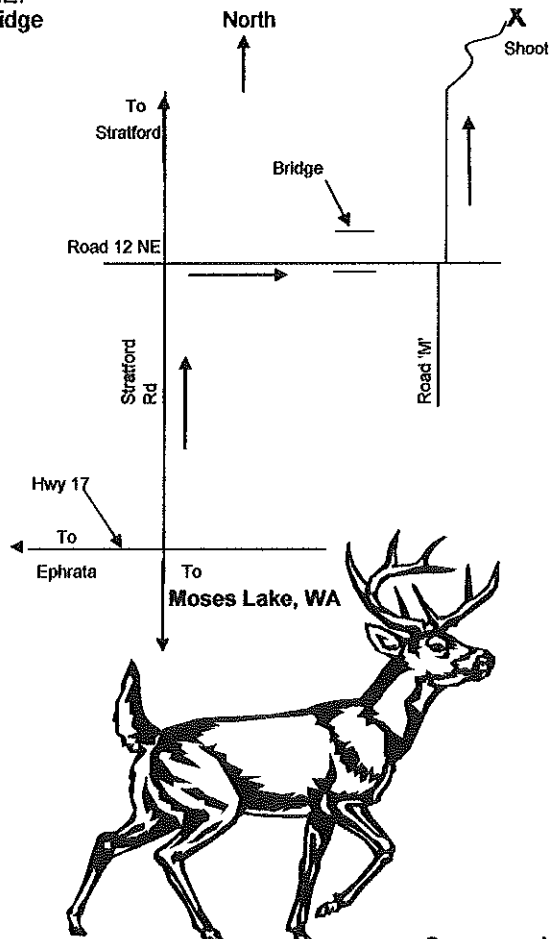 idge
North
X
Shoot
To
Stratford
Bridge
Road 12 NE
Stratford
Rd
Road 'M'
Hwy 17
To
Ephrata
To
Moses Lake, WA